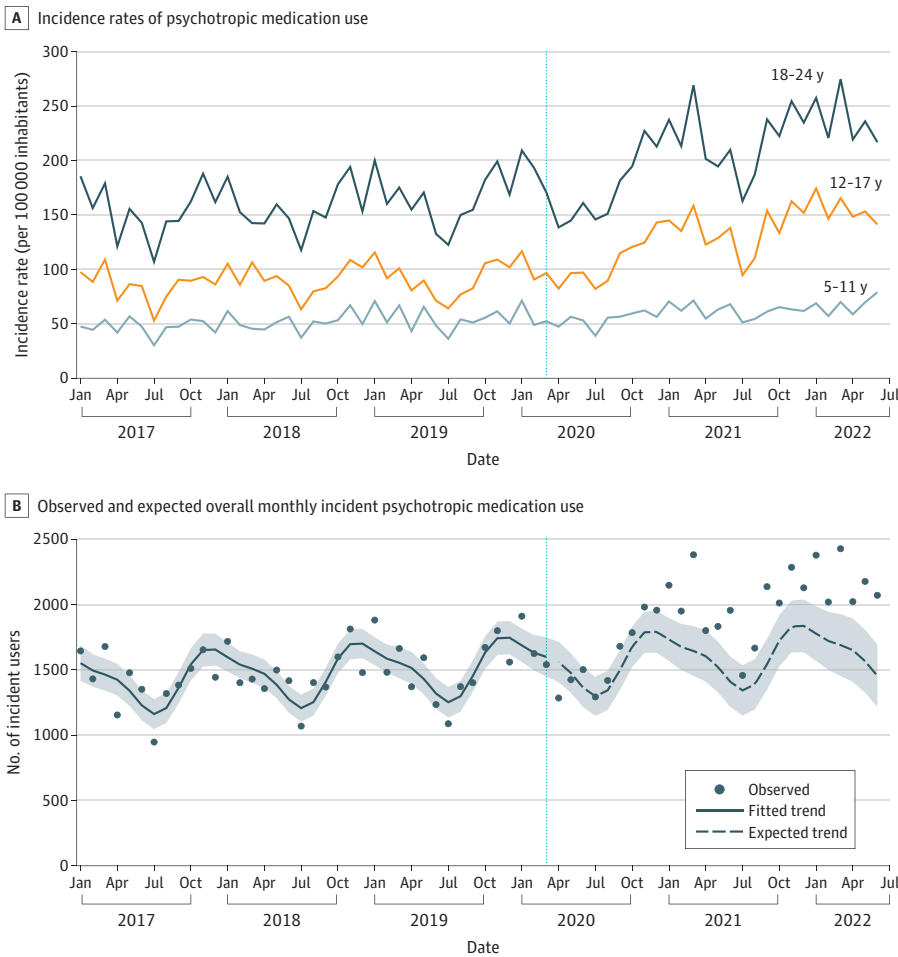 A Incidence rates of psychotropic medication use
Incidence rate (per 100 000 inhabitants)
300
250
200
150
100
50
0
18-24 y
12-17 y
5-11 y
Jan Apr Jul Oct Jan Apr Jul Oct Jan Apr Jul Oct Jan Apr Jul Oct Jan Apr Jul Oct Jan Apr Jul
2017 2018 2019 2020 2021 2022
Date
B Observed and expected overall monthly incident psychotropic medication use
No. of incident users
2500
2000
1500
1000
500
0
Observed
Fitted trend
Expected trend
Jan Apr Jul Oct Jan Apr Jul Oct Jan Apr Jul Oct Jan Apr Jul Oct Jan Apr Jul Oct Jan Apr Jul
2017 2018 2019 2020 2021 2022
Date